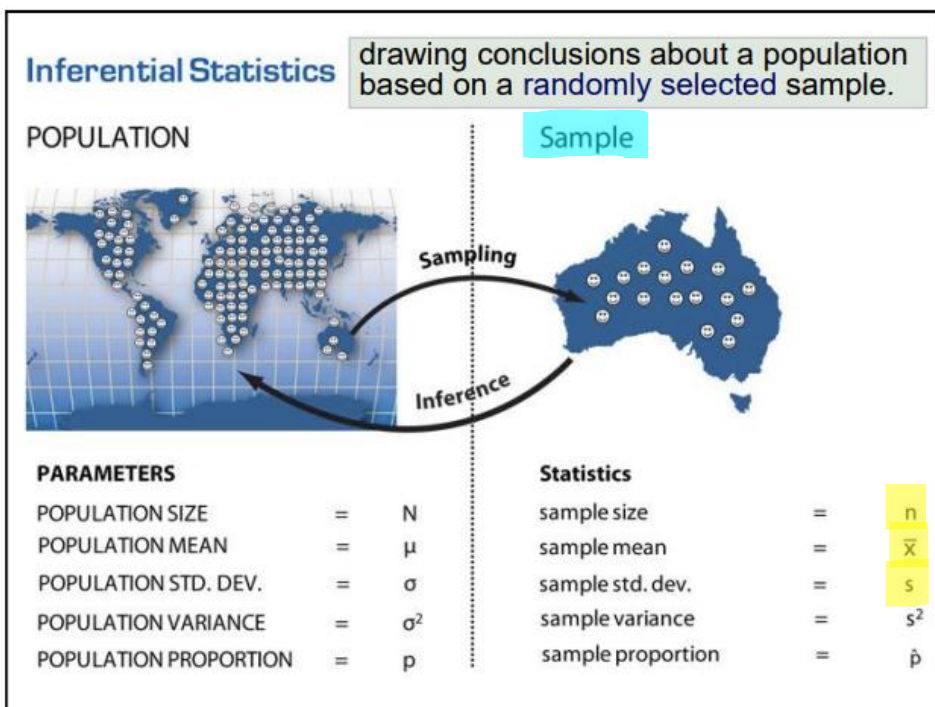 Inferential Statistics
drawing conclusions about a population
based on a randomly selected sample.
POPULATION
Sample
Sampling
Inference
PARAMETERS
POPULATION SIZE = N
POPULATION MEAN = μ
POPULATION STD. DEV. = σ
POPULATION VARIANCE = σ²
POPULATION PROPORTION = p
Statistics
sample size = n
sample mean = x̅
sample std. dev. = s
sample variance = s²
sample proportion = p̂